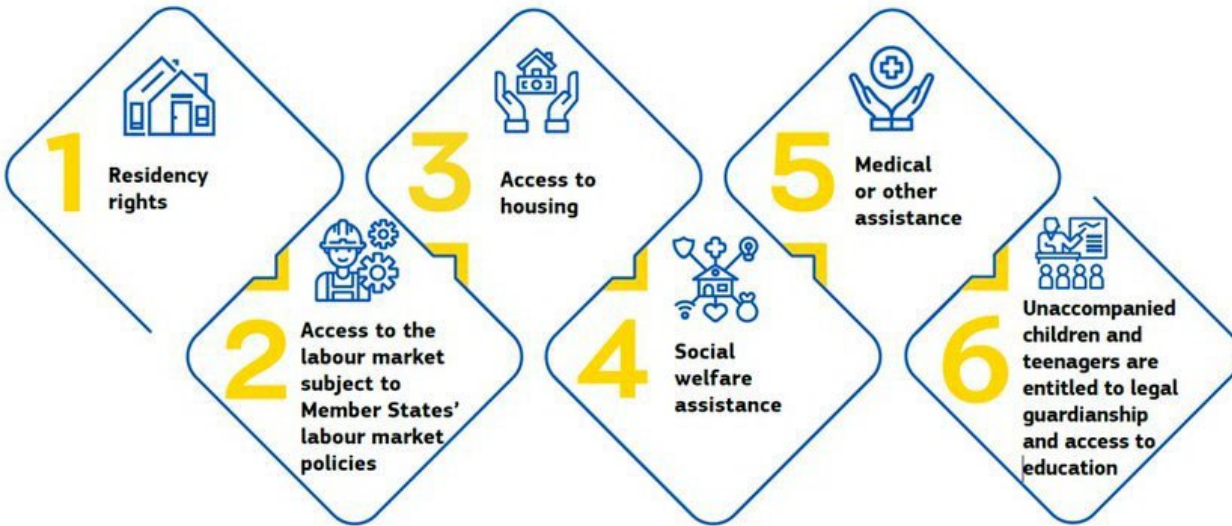 1
Residency
rights
2
Access to the
labour market
subject to
Member States’
labour market
policies
3
Access to
housing
4
Social
welfare
assistance
5
Medical
or other
assistance
6
Unaccompanied
children and
teenagers are
entitled to legal
guardianship
and access to
education